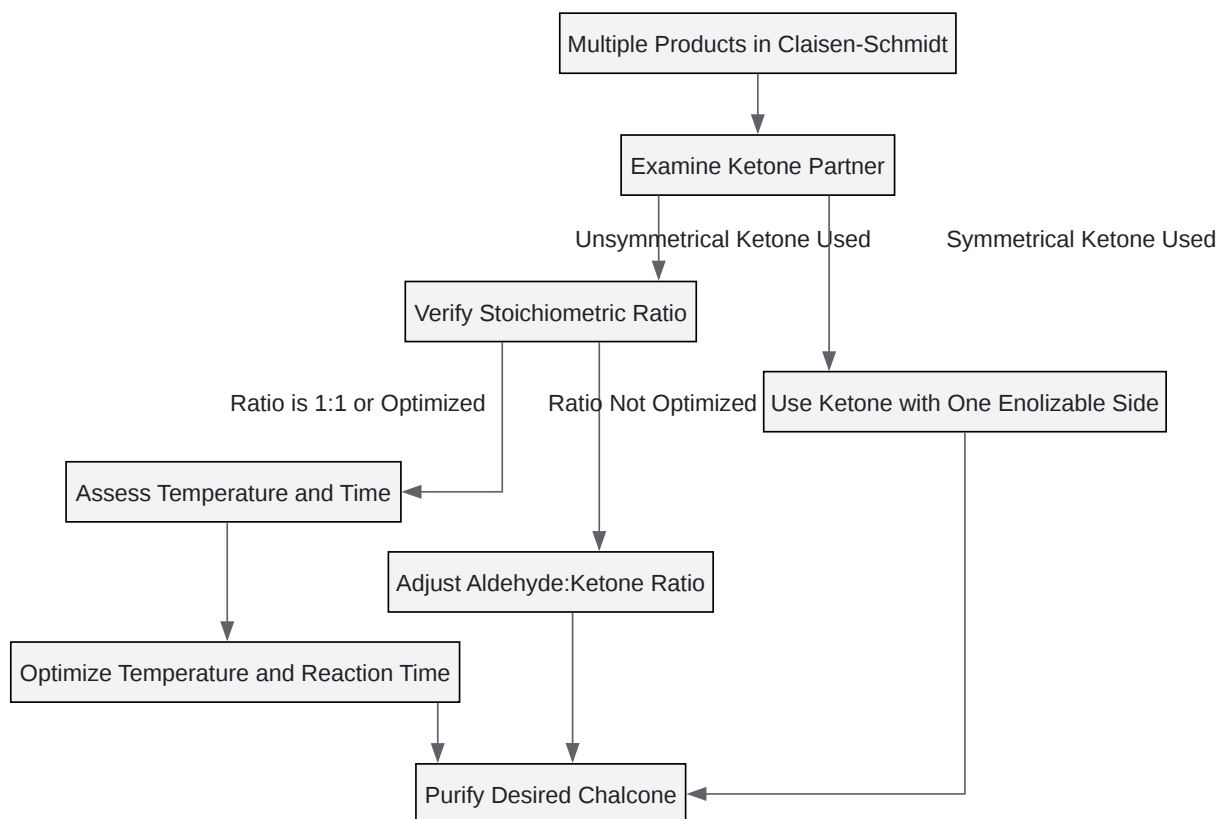 Multiple Products in Claisen-Schmidt
Examine Ketone Partner
Unsymmetrical Ketone Used
Symmetrical Ketone Used
Verify Stoichiometric Ratio
Ratio is 1:1 or Optimized
Ratio Not Optimized
Use Ketone with One Enolizable Side
Assess Temperature and Time
Adjust Aldehyde:Ketone Ratio
Optimize Temperature and Reaction Time
Purify Desired Chalcone